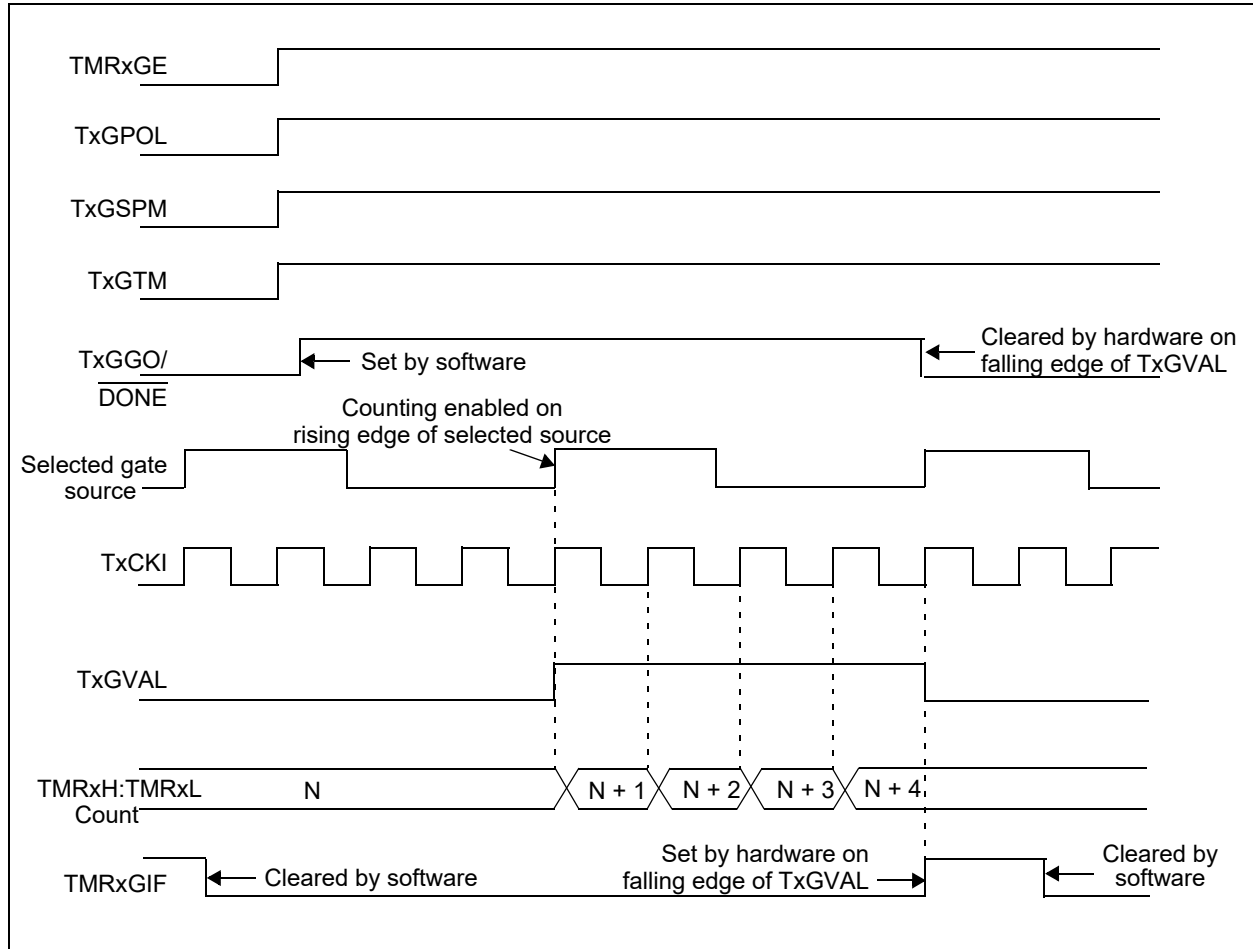 TMRxGE
TxGPOL
TxGSPM
TxGTM
TxGGO/
DONE
Set by software
Cleared by hardware on
falling edge of TxGVAL
Counting enabled on
rising edge of selected source
Selected gate
source
TxCKI
TxGVAL
TMRxH:TMRxL
Count
N
N + 1
N + 2
N + 3
N + 4
TMRxGIF
Cleared by software
Set by hardware on
falling edge of TxGVAL
Cleared by
software